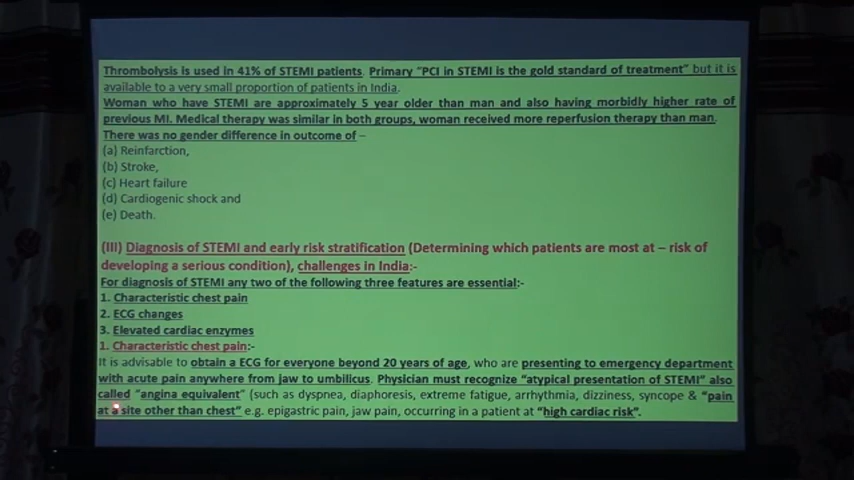 Thrombolysis is used in 41% of STEMI patients. Primary "PCI in STEMI is the gold standard of treatment" but it is
available to a very small proportion of patients in India.
Woman who have STEMI are approximately 5 year older than man and also having morbidly higher rate of
previous MI. Medical therapy was similar in both groups, woman received more reperfusion therapy than man.
There was no gender difference in outcome of –
(a) Reinfarction,
(b) Stroke,
(c) Heart failure
(d) Cardiogenic shock and
(e) Death.
(III) Diagnosis of STEMI and early risk stratification (Determining which patients are most at – risk of
developing a serious condition), challenges in India:-
For diagnosis of STEMI any two of the following three features are essential:-
1. Characteristic chest pain
2. ECG changes
3. Elevated cardiac enzymes
1. Characteristic chest pain:-
It is advisable to obtain a ECG for everyone beyond 20 years of age, who are presenting to emergency department
with acute pain anywhere from jaw to umbilicus. Physician must recognize "atypical presentation of STEMI" also
called "angina equivalent" (such as dyspnea, diaphoresis, extreme fatigue, arrhythmia, dizziness, syncope & "pain
at a site other than chest" e.g. epigastric pain, jaw pain, occurring in a patient at "high cardiac risk".